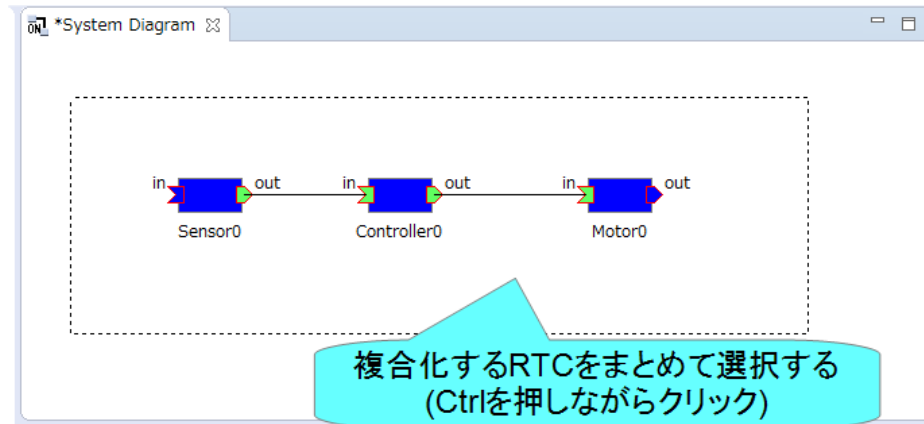 ON *System Diagram
in out in out in out
Sensor0 Controller0 Motor0
複合化するRTCをまとめて選択する
(Ctrlを押しながらクリック)